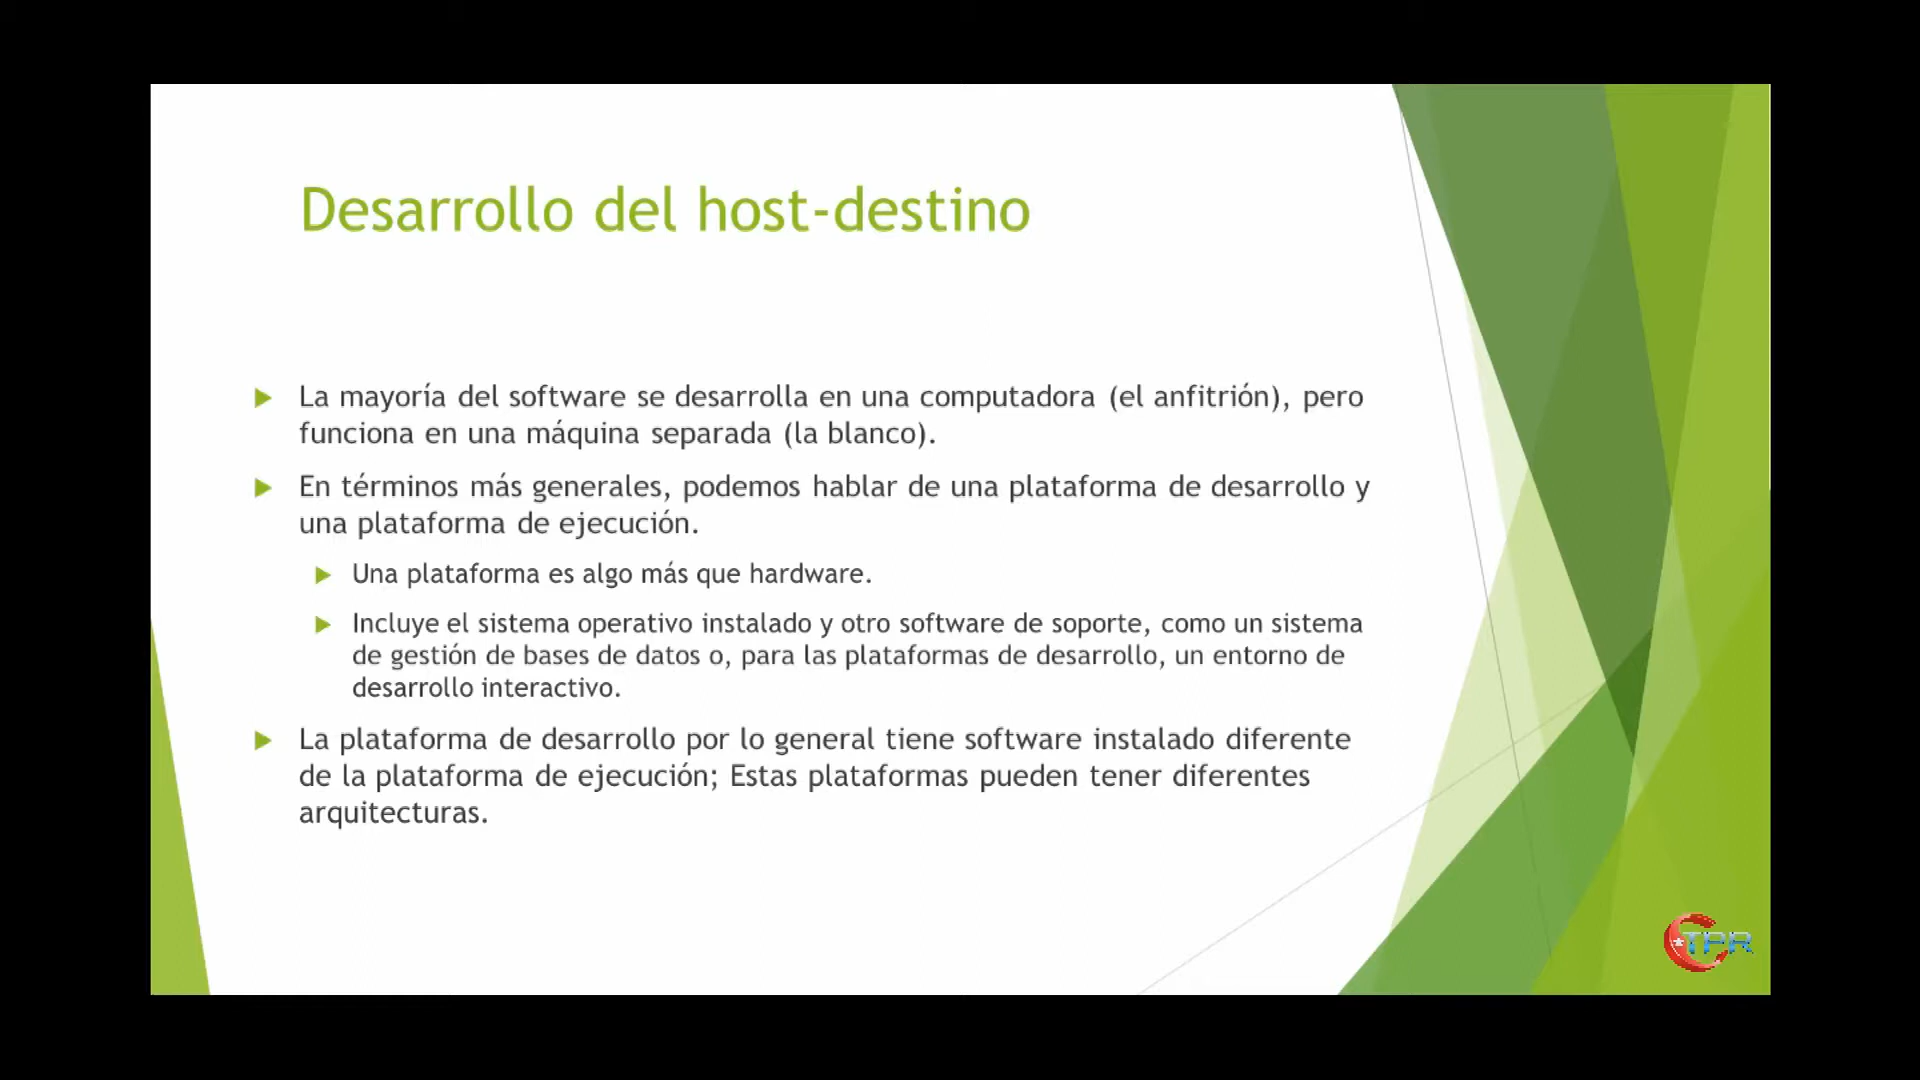 Desarrollo del host-destino
La mayoría del software se desarrolla en una computadora (el anfitrión), pero
funciona en una máquina separada (la blanco).
En términos más generales, podemos hablar de una plataforma de desarrollo y
una plataforma de ejecución.
Una plataforma es algo más que hardware.
Incluye el sistema operativo instalado y otro software de soporte, como un sistema
de gestión de bases de datos o, para las plataformas de desarrollo, un entorno de
desarrollo interactivo.
La plataforma de desarrollo por lo general tiene software instalado diferente
de la plataforma de ejecución; Estas plataformas pueden tener diferentes
arquitecturas.
TPR